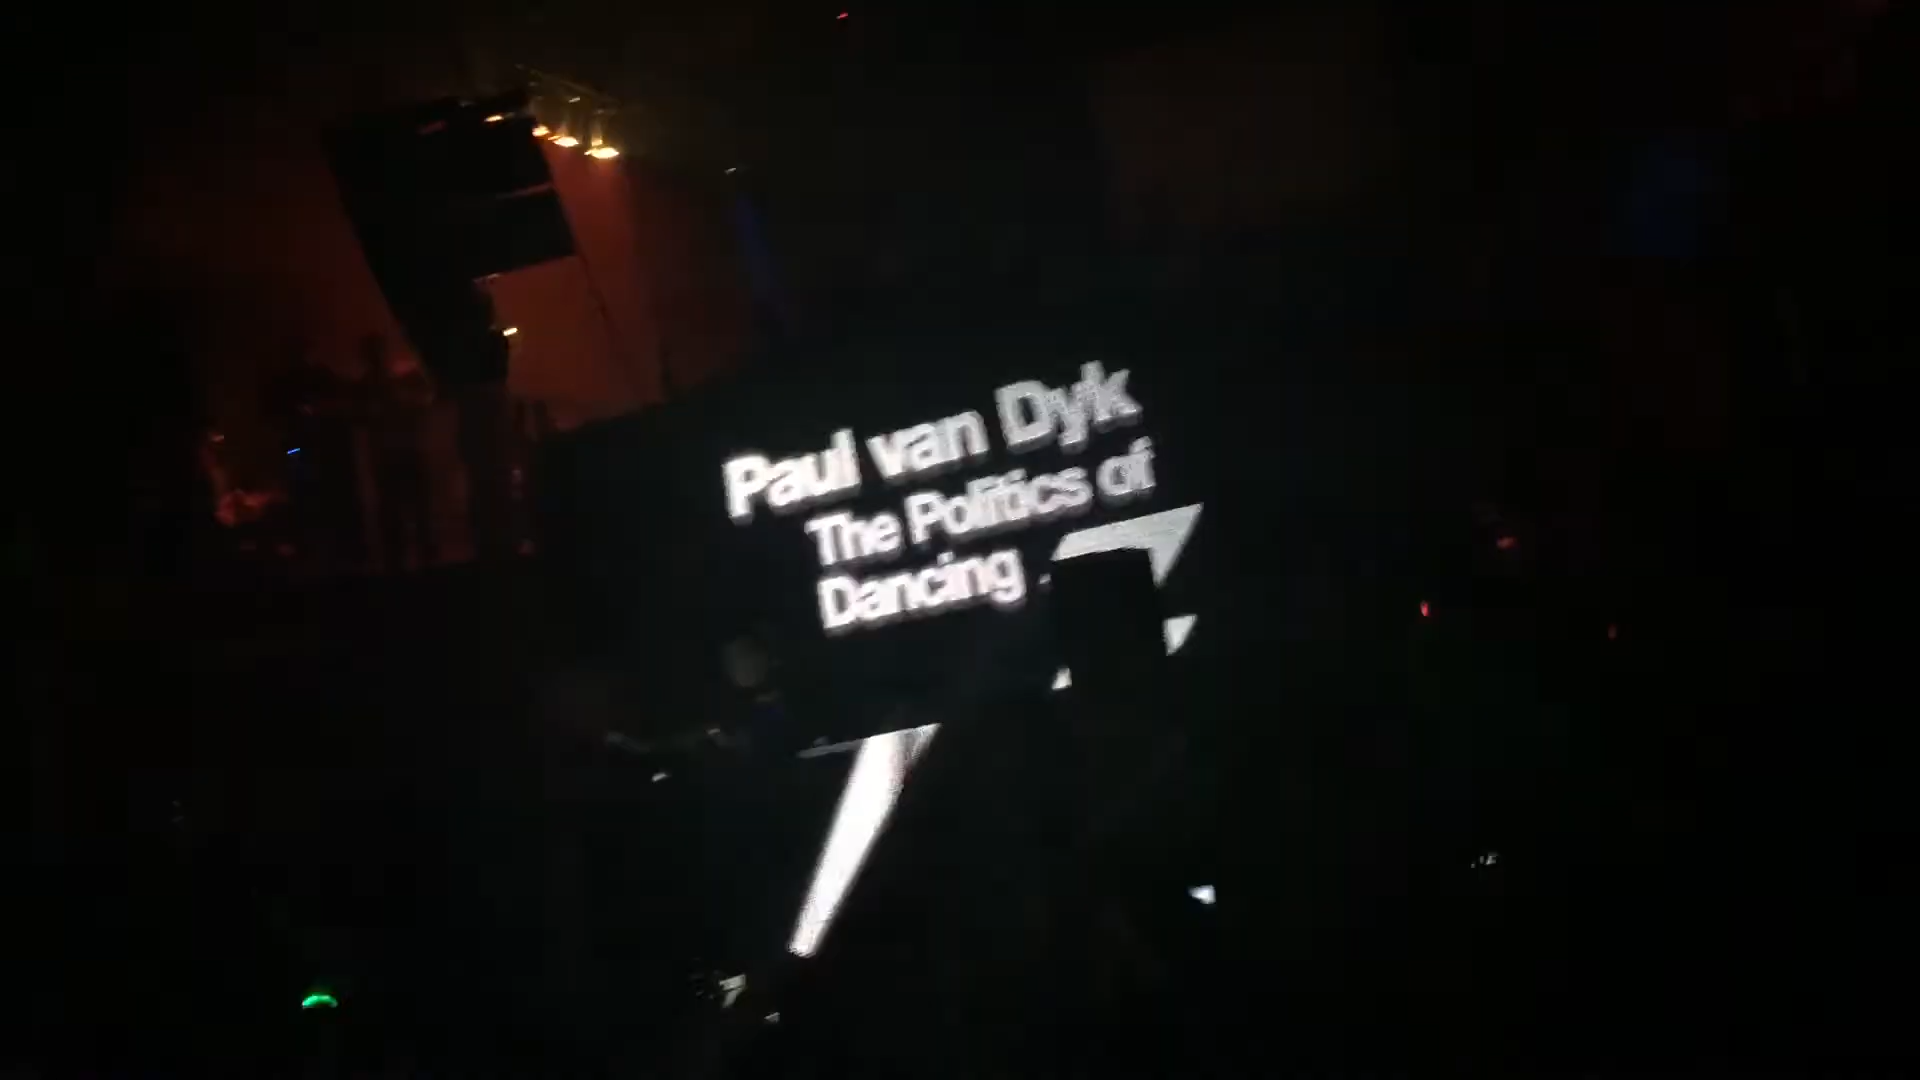 Paul van Dyk
The Politics of
Dancing